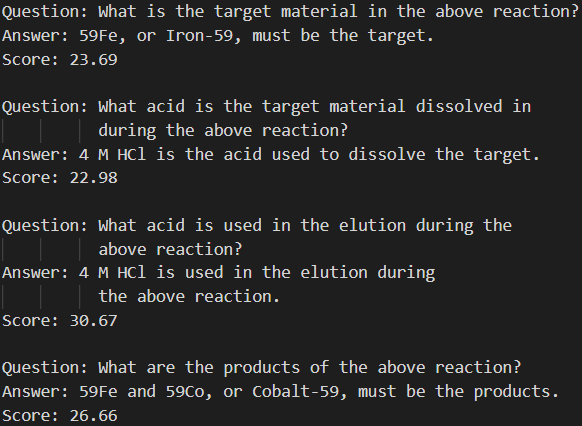 Question: What is the target material in the above reaction?
Answer: 59Fe, or Iron-59, must be the target.
Score: 23.69
Question: What acid is the target material dissolved in
during the above reaction?
Answer: 4 M HCl is the acid used to dissolve the target.
Score: 22.98
Question: What acid is used in the elution during the
above reaction?
Answer: 4 M HCl is used in the elution during
the above reaction.
Score: 30.67
Question: What are the products of the above reaction?
Answer: 59Fe and 59Co, or Cobalt-59, must be the products.
Score: 26.66